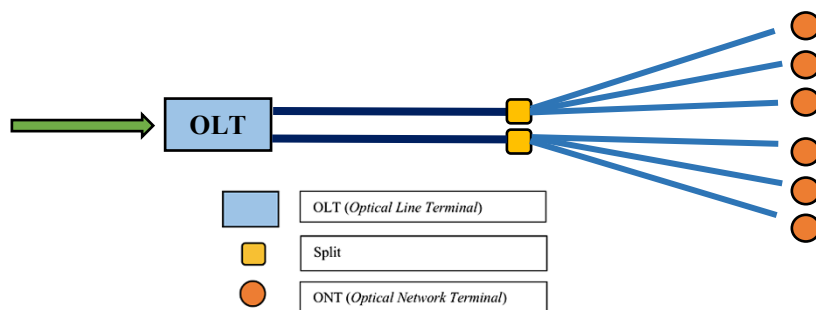 OLT
OLT (Optical Line Terminal)
Split
ONT (Optical Network Terminal)